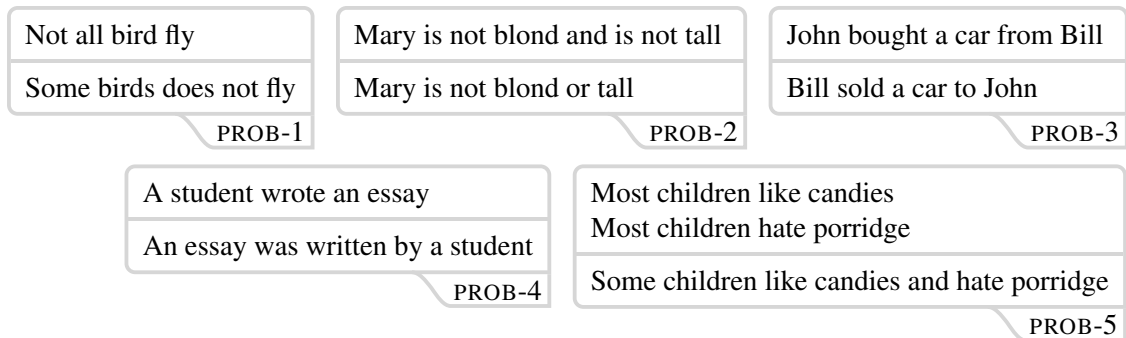 Not all bird fly
Some birds does not fly
PROB-1
Mary is not blond and is not tall
Mary is not blond or tall
PROB-2
John bought a car from Bill
Bill sold a car to John
PROB-3
A student wrote an essay
An essay was written by a student
PROB-4
Most children like candies
Most children hate porridge
Some children like candies and hate porridge
PROB-5